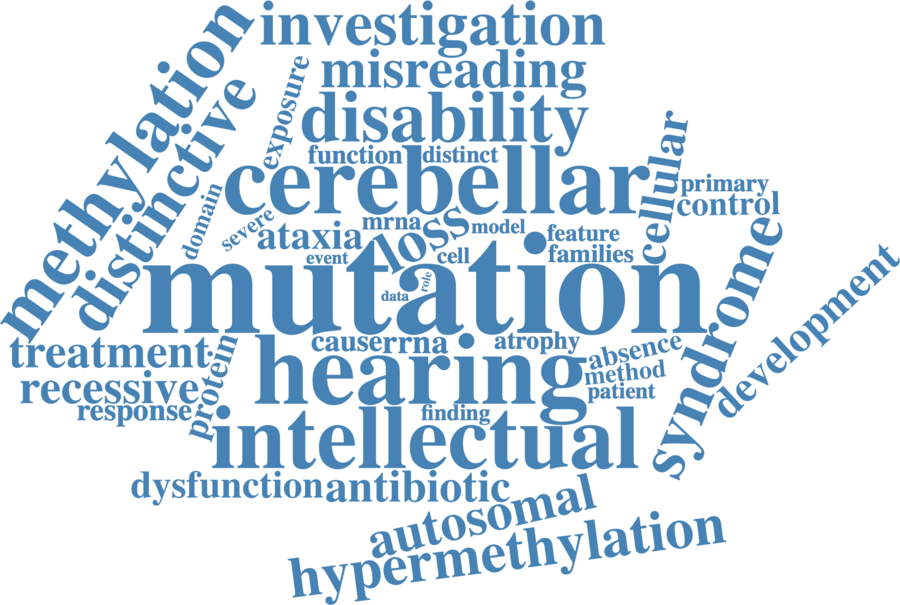 investigation
methylation
misreading
exposure
distinctive
disability
function
distinct
cerebellar
cellular
primary
control
domain
severe
mrna
loss
model
ataxia
feature
event
cell
families
syndrome
mutation
role
data
development
treatment
cause
rrna
atrophy
absence
hearing
method
recessive
protein
patient
response
finding
intellectual
dysfunction
antibiotic
autosomal
hypermethylation